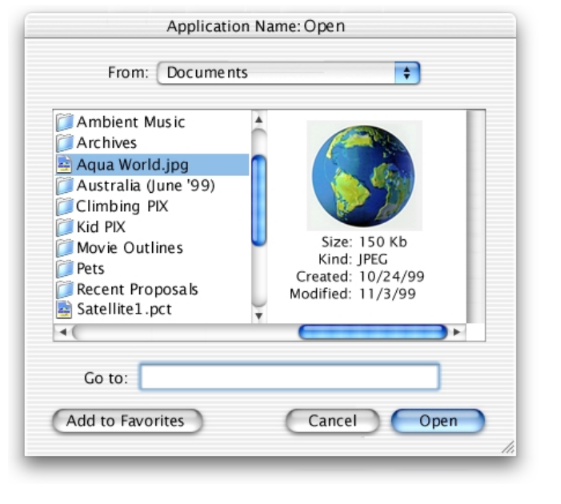 Application Name: Open
From: Documents
Ambient Music
Archives
Aqua World.jpg
Australia (June '99)
Climbing PIX
Kid PIX
Movie Outlines
Pets
Recent Proposals
Satellite1.pct
Size: 150 Kb
Kind: JPEG
Created: 10/24/99
Modified: 11/3/99
Go to:
Add to Favorites
Cancel
Open